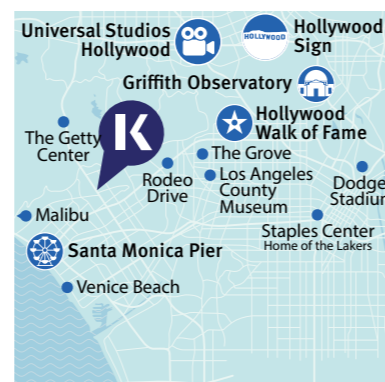 Universal Studios
Hollywood
Hollywood
Sign
HOLLYWOOD
Griffith Observatory
Hollywood
Walk of Fame
The Getty
Center
K
The Grove
Rodeo
Drive
Los Angeles
County
Museum
Dodge
Stadiu
Malibu
Staples Center
Home of the Lakers
Santa Monica Pier
Venice Beach